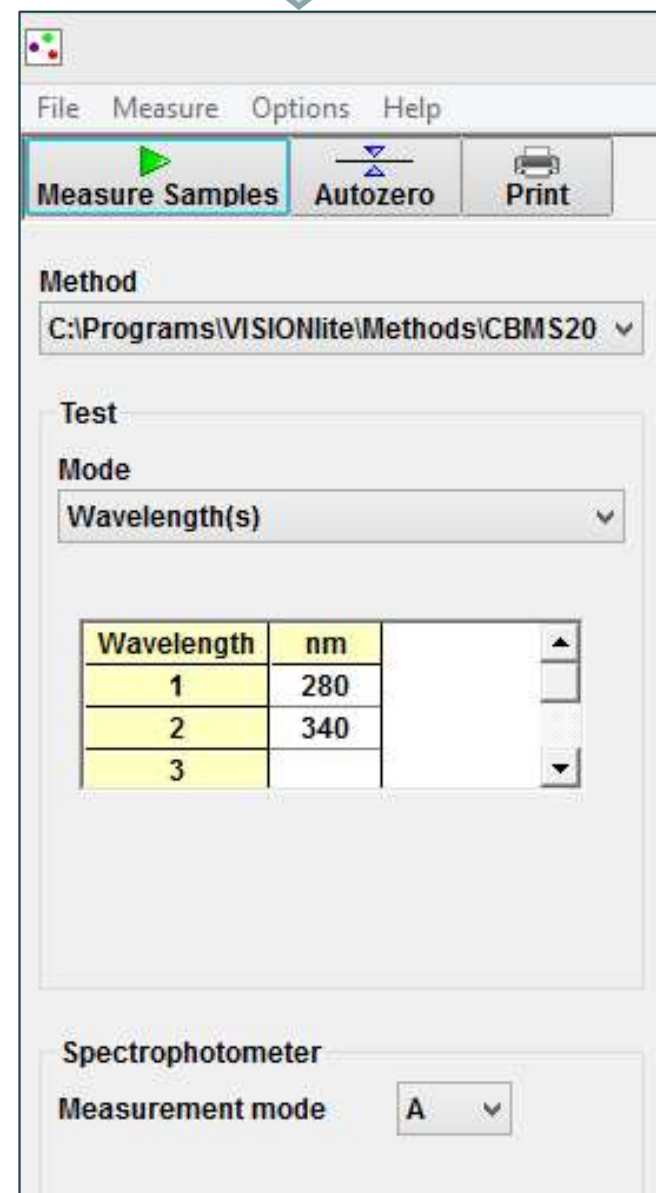 File Measure Options Help
Measure Samples Autozero Print
Method
C:\Programs\VISIONlite\Methods\CBMS20
Test
Mode
Wavelength(s)
Wavelength nm
1 280
2 340
3
Spectrophotometer
Measurement mode A